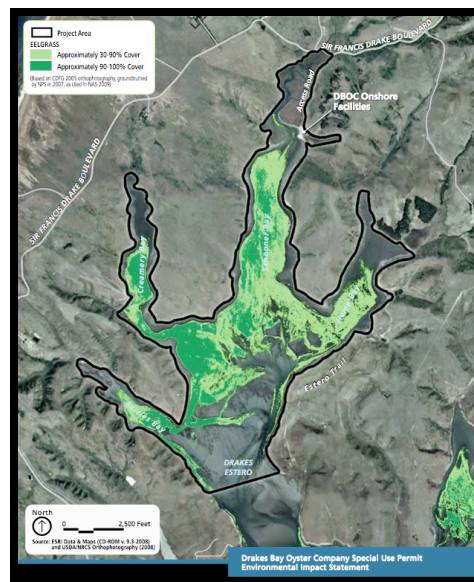 Project Area
EELGRASS
Approximately 30-90% Cover
Approximately 90-100% Cover
(Based on CDFG 2005 orthophotography, groundtruthed
by NPS in 2007, as cited in NAS 2009)
SIR FRANCIS DRAKE BOULEVARD
Access Road
DBOC Onshore
Facilities
SIR FRANCIS DRAKE BOULEVARD
Schooner Bay
Creamery Bay
Estero Trail
Bay
DRAKES
ESTERO
North
0 2,500 Feet
Source: ESRI Data & Maps (CD-ROM v. 9.3-2008)
and USDA/NRCS Orthophotography (2008)
Drakes Bay Oyster Company Special Use Permit
Environmental Impact Statement